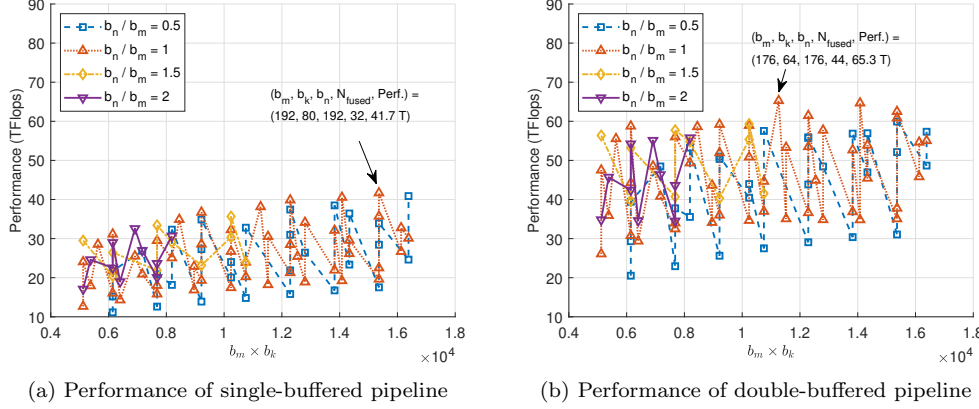 90
80
70
60
50
40
30
20
10
Performance (TFlops)
b_n / b_m = 0.5
b_n / b_m = 1
b_n / b_m = 1.5
b_n / b_m = 2
(b_m, b_k, b_n, N_fused, Perf.) =
(192, 80, 192, 32, 41.7 T)
0.4 0.6 0.8 1 1.2 1.4 1.6 1.8
b_m × b_k
×10^4
(a) Performance of single-buffered pipeline
90
80
70
60
50
40
30
20
10
Performance (TFlops)
b_n / b_m = 0.5
b_n / b_m = 1
b_n / b_m = 1.5
b_n / b_m = 2
(b_m, b_k, b_n, N_fused, Perf.) =
(176, 64, 176, 44, 65.3 T)
0.4 0.6 0.8 1 1.2 1.4 1.6 1.8
b_m × b_k
×10^4
(b) Performance of double-buffered pipeline